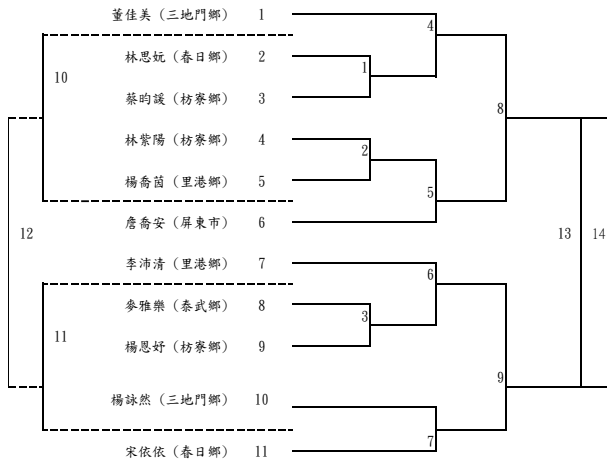 董佳美（三地門鄉） 1
4
林思妧（春日鄉） 2
10
1
蔡昀諼（枋寮鄉） 3
8
林紫陽（枋寮鄉） 4
2
楊喬茵（里港鄉） 5
5
詹喬安（屏東市） 6
12
13
14
李沛清（里港鄉） 7
6
麥雅樂（泰武鄉） 8
3
11
楊恩妤（枋寮鄉） 9
9
楊詠然（三地門鄉） 10
7
宋依依（春日鄉） 11